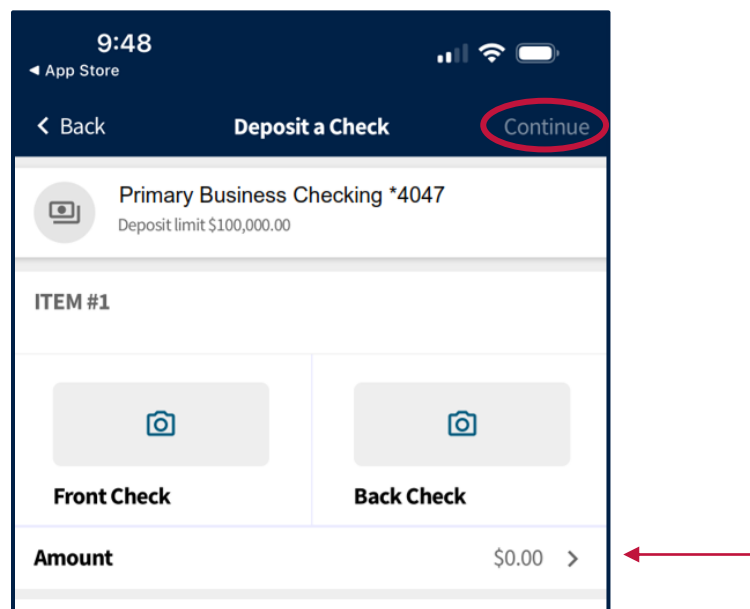 9:48
◀ App Store
Back
Deposit a Check
Continue
Primary Business Checking *4047
Deposit limit $100,000.00
ITEM #1
Front Check
Back Check
Amount
$0.00